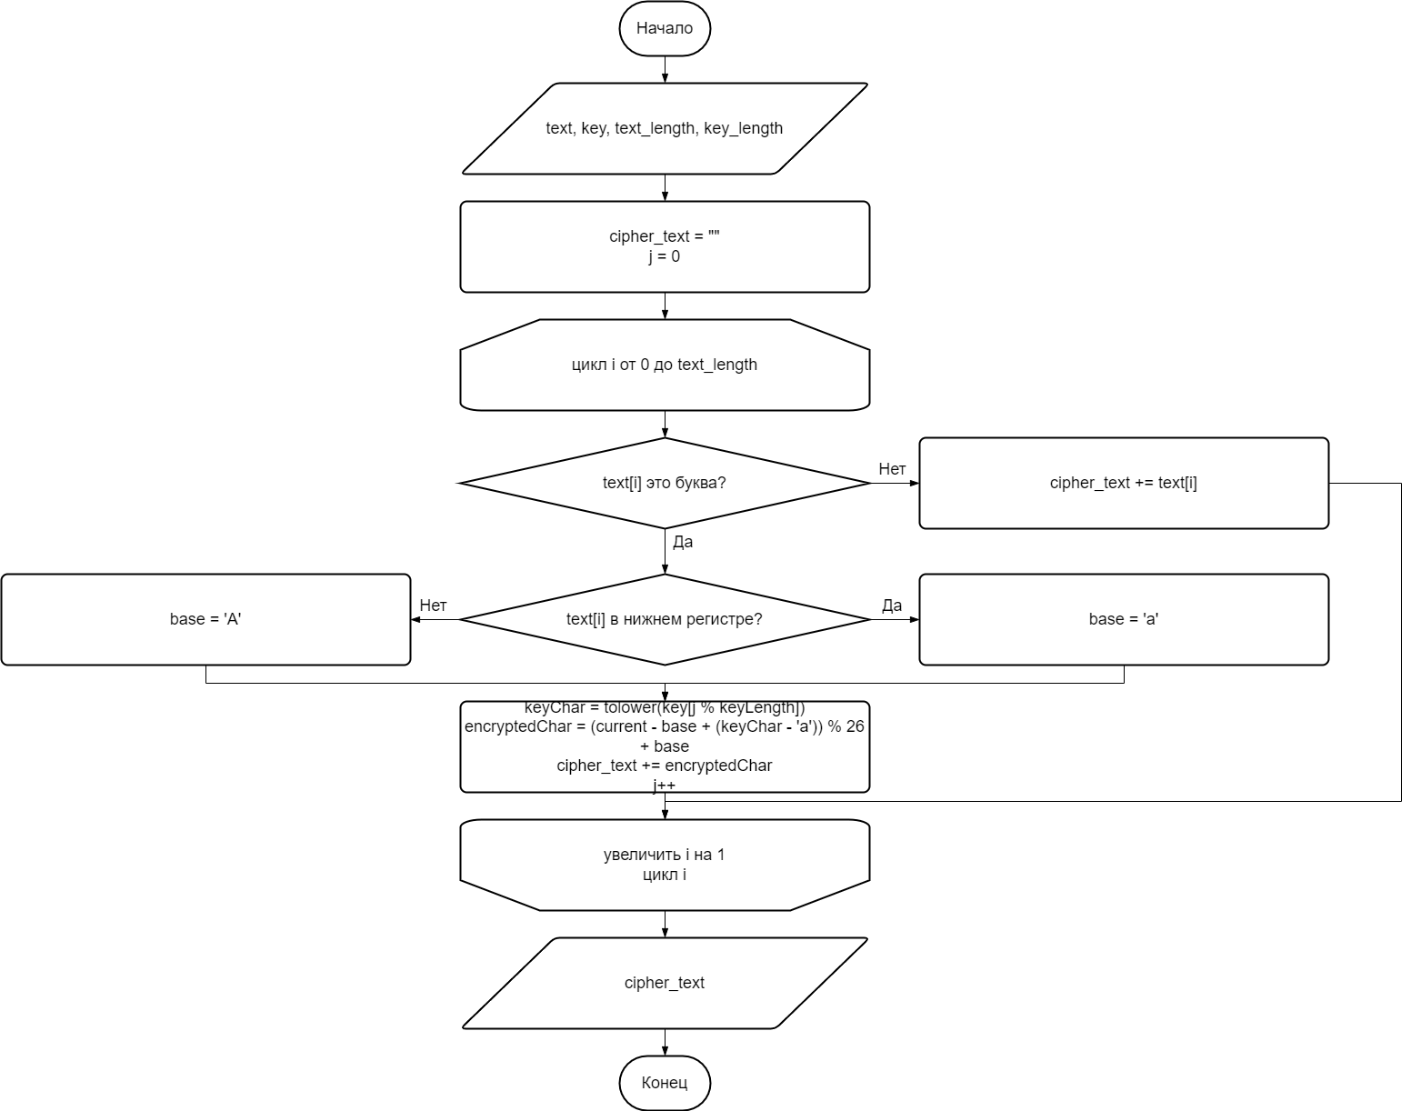 Начало
text, key, text_length, key_length
cipher_text = ""
j = 0
цикл i от 0 до text_length
text[i] это буква?
Нет
cipher_text += text[i]
Да
base = 'A'
Нет
text[i] в нижнем регистре?
Да
base = 'a'
keyChar = tolower(key[j % keyLength])
encryptedChar = (current - base + (keyChar - 'a')) % 26
+ base
cipher_text += encryptedChar
j++
увеличить i на 1
цикл i
cipher_text
Конец